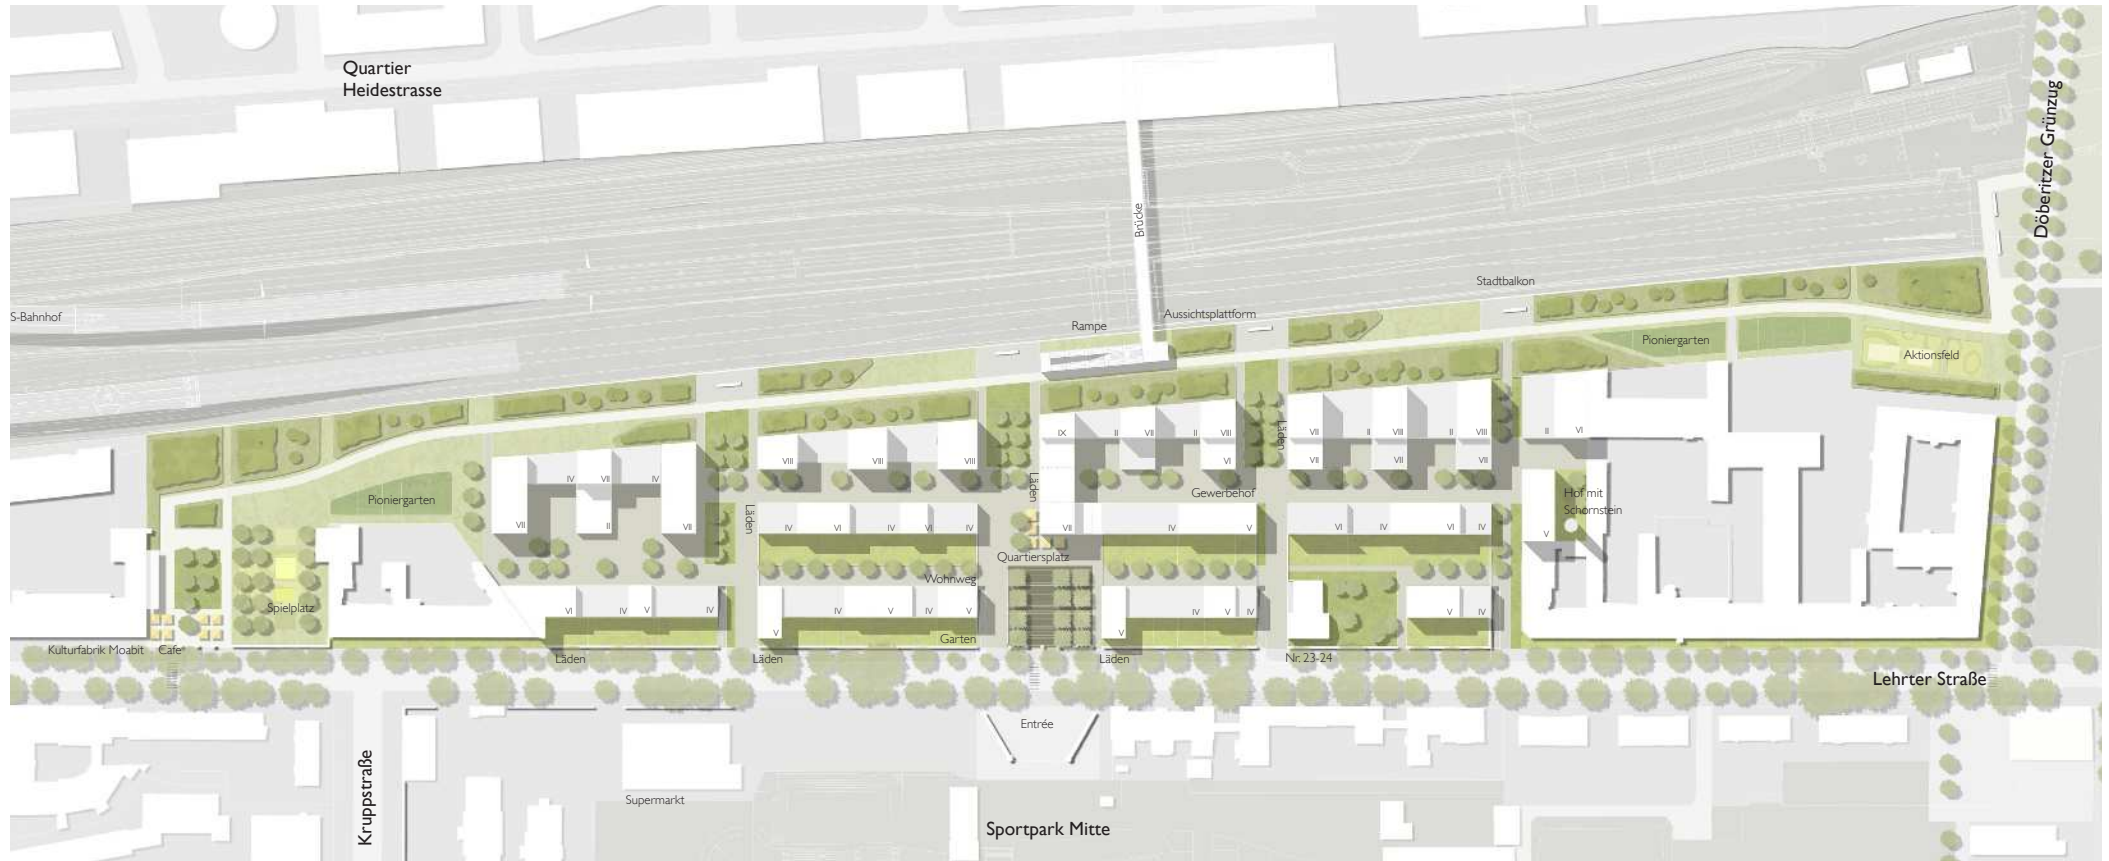 Quartier
Heidestrasse
Döberitzer Grünzug
Brücke
Stadtbalkon
S-Bahnhof
Aussichtsplattform
Rampe
Pioniergarten
Aktionsfeld
IX
II
VII
II
VIII
VII
II
VIII
II
VIII
II
VI
Läden
VIII
VIII
VIII
VI
VII
VII
VII
IV
VII
IV
Pioniergarten
Läden
Gewerbehof
Hof mit
Schornstein
VII
II
VII
Läden
IV
VI
IV
VI
IV
VII
IV
V
VI
IV
VI
IV
V
Quartiersplatz
Wohnweg
Spielplatz
VI
IV
V
IV
IV
V
IV
V
IV
V
IV
V
IV
V
V
Garten
Kulturfabrik Moabit
Cafe
Läden
Läden
Läden
Nr. 23-24
Lehrter Straße
Entrée
Kruppstraße
Supermarkt
Sportpark Mitte